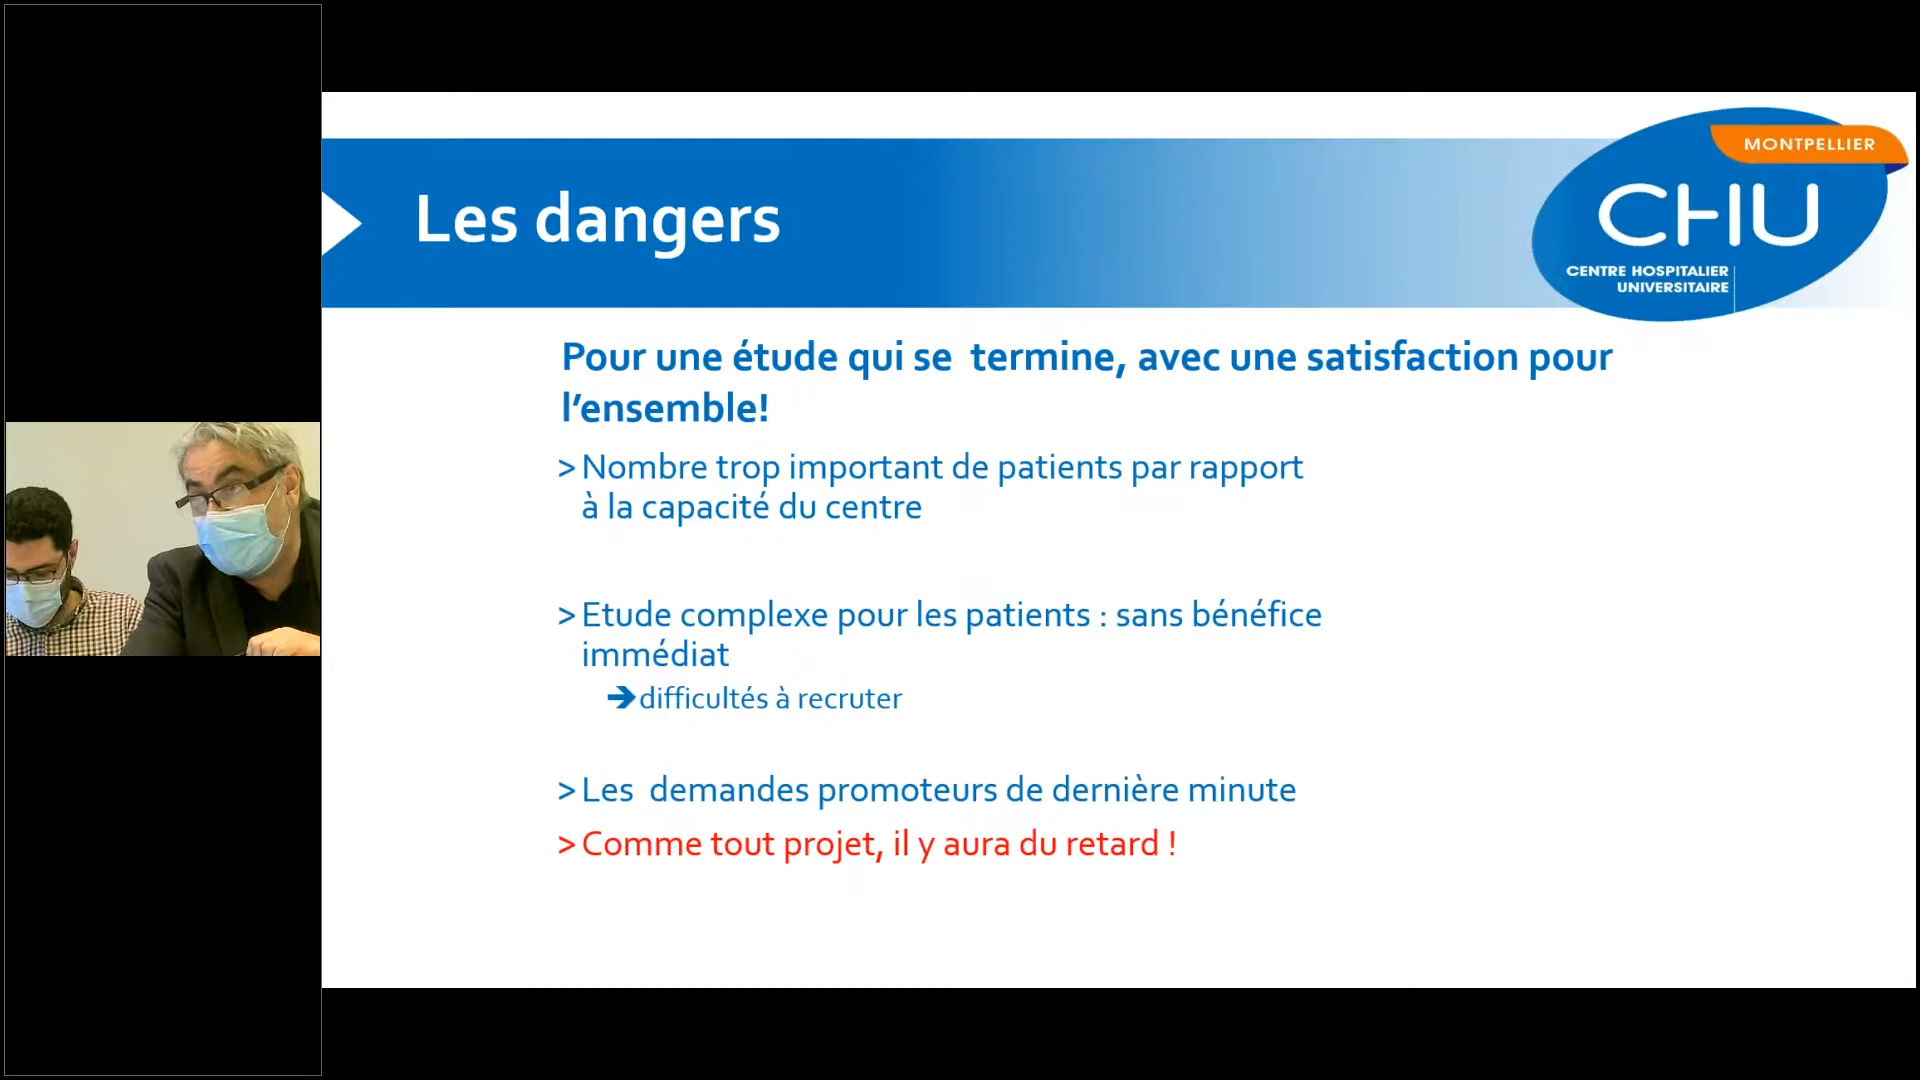 MONTPELLIER
CHU
CENTRE HOSPITALIER
UNIVERSITAIRE
Les dangers
Pour une étude qui se  termine, avec une satisfaction pour
l’ensemble!
> Nombre trop important de patients par rapport
à la capacité du centre
> Etude complexe pour les patients : sans bénéfice
immédiat
➔ difficultés à recruter
> Les  demandes promoteurs de dernière minute
> Comme tout projet, il y aura du retard !